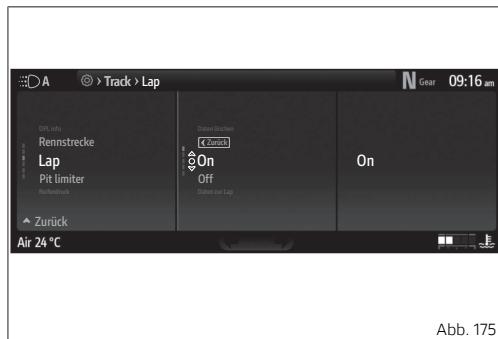 A
> Track > Lap
N Gear 09:16 am
DPL info
Rennstrecke
Lap
Pit limiter
Reifendruck
Zurück
Daten löschen
Zurück
On
Off
Daten zur Lap
On
Air 24 °C
Abb. 175